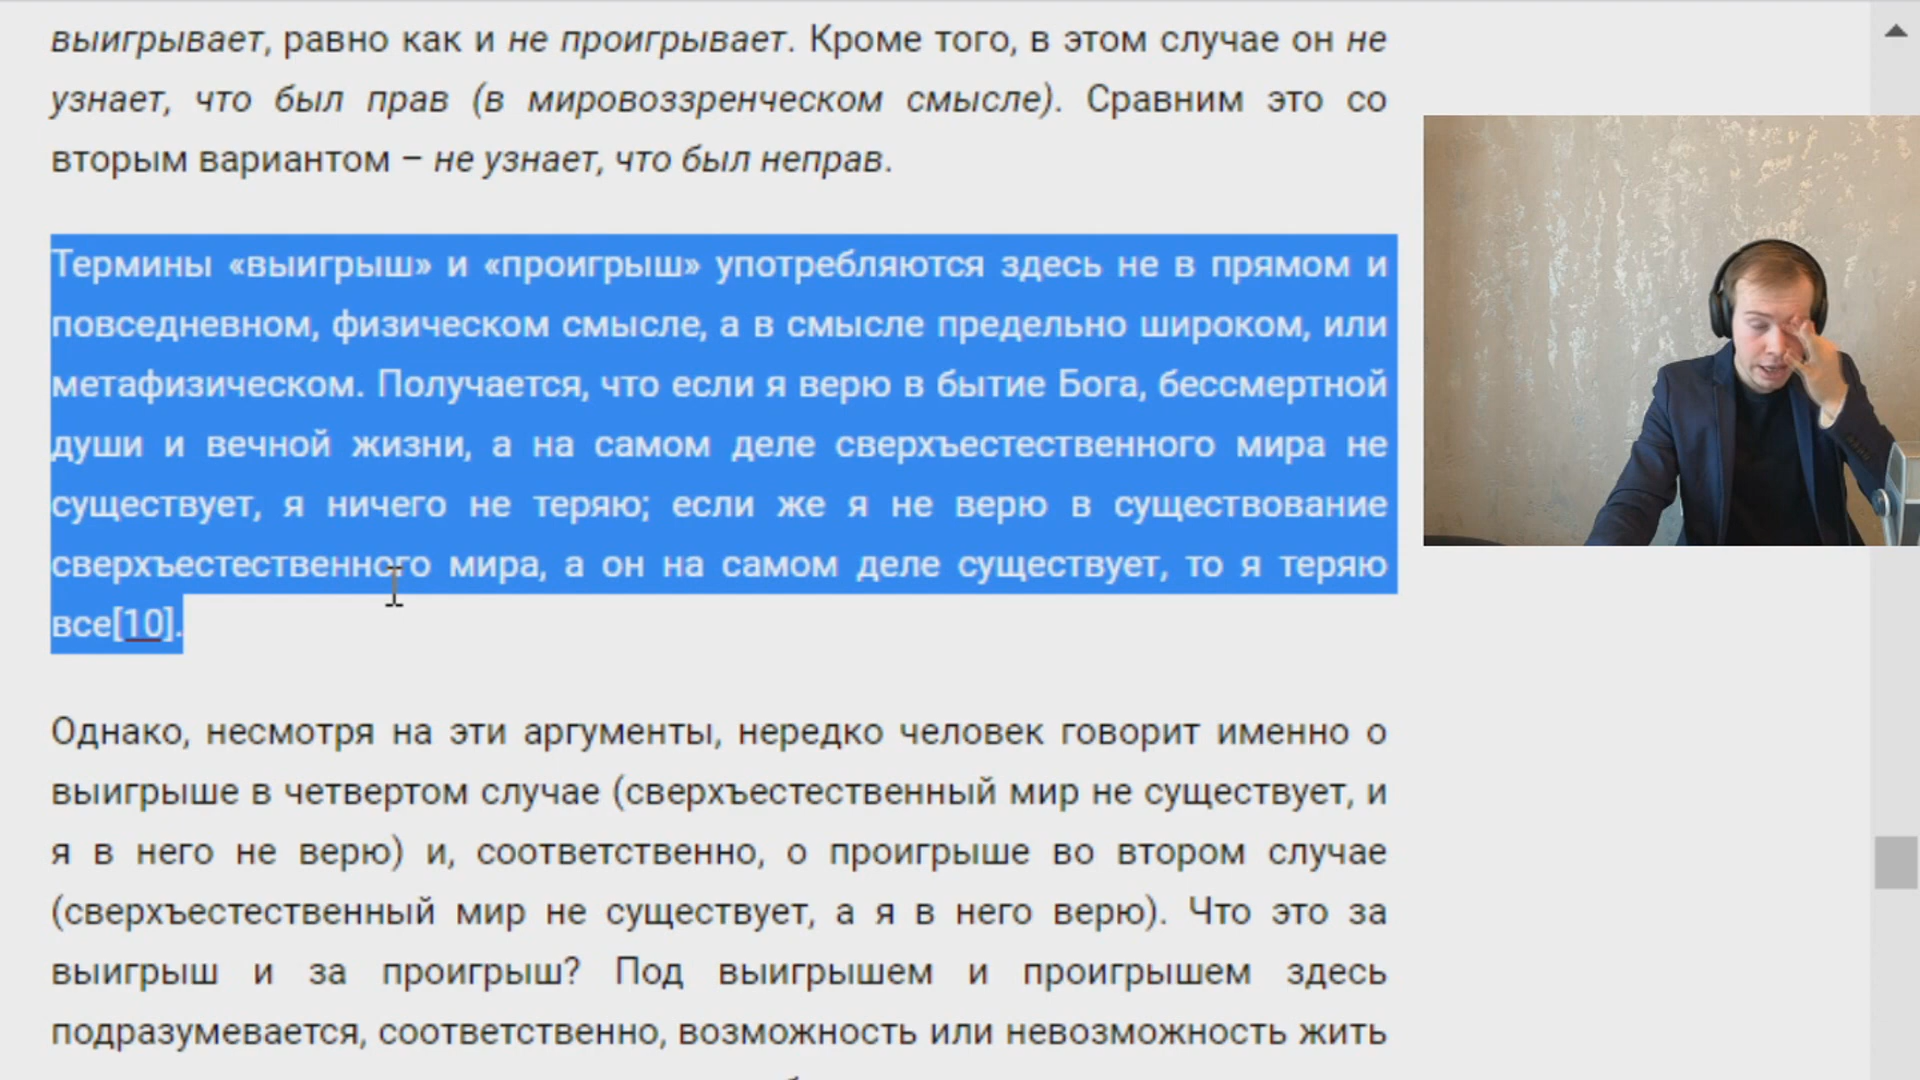 выигрывает, равно как и не проигрывает. Кроме того, в этом случае он не
узнает, что был прав (в мировоззренческом смысле). Сравним это со
вторым вариантом – не узнает, что был неправ.
Термины «выигрыш» и «проигрыш» употребляются здесь не в прямом и
повседневном, физическом смысле, а в смысле предельно широком, или
метафизическом. Получается, что если я верю в бытие Бога, бессмертной
души и вечной жизни, а на самом деле сверхъестественного мира не
существует, я ничего не теряю; если же я не верю в существование
сверхъестественного мира, а он на самом деле существует, то я теряю
все[10].
Однако, несмотря на эти аргументы, нередко человек говорит именно о
выигрыше в четвертом случае (сверхъестественный мир не существует, и
я в него не верю) и, соответственно, о проигрыше во втором случае
(сверхъестественный мир не существует, а я в него верю). Что это за
выигрыш и за проигрыш? Под выигрышем и проигрышем здесь
подразумевается, соответственно, возможность или невозможность жить